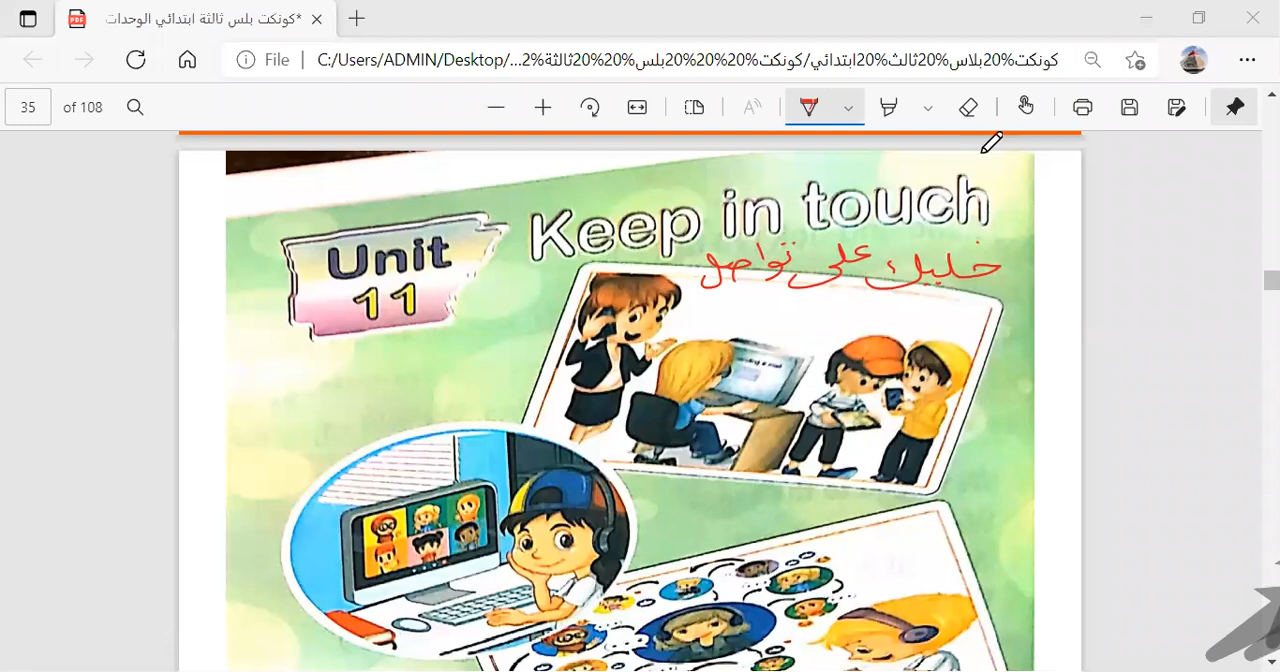 *كونكت بلس ثالثة ابتدائي الوحدات
File
C:/Users/ADMIN/Desktop/كونكت%20بلاس%20ثالث%20ابتدائي/كونكت%20%20%20بلس%20%20ثالثة%2...
35 of 108
Keep in touch
خليك على تواصل
Unit
11